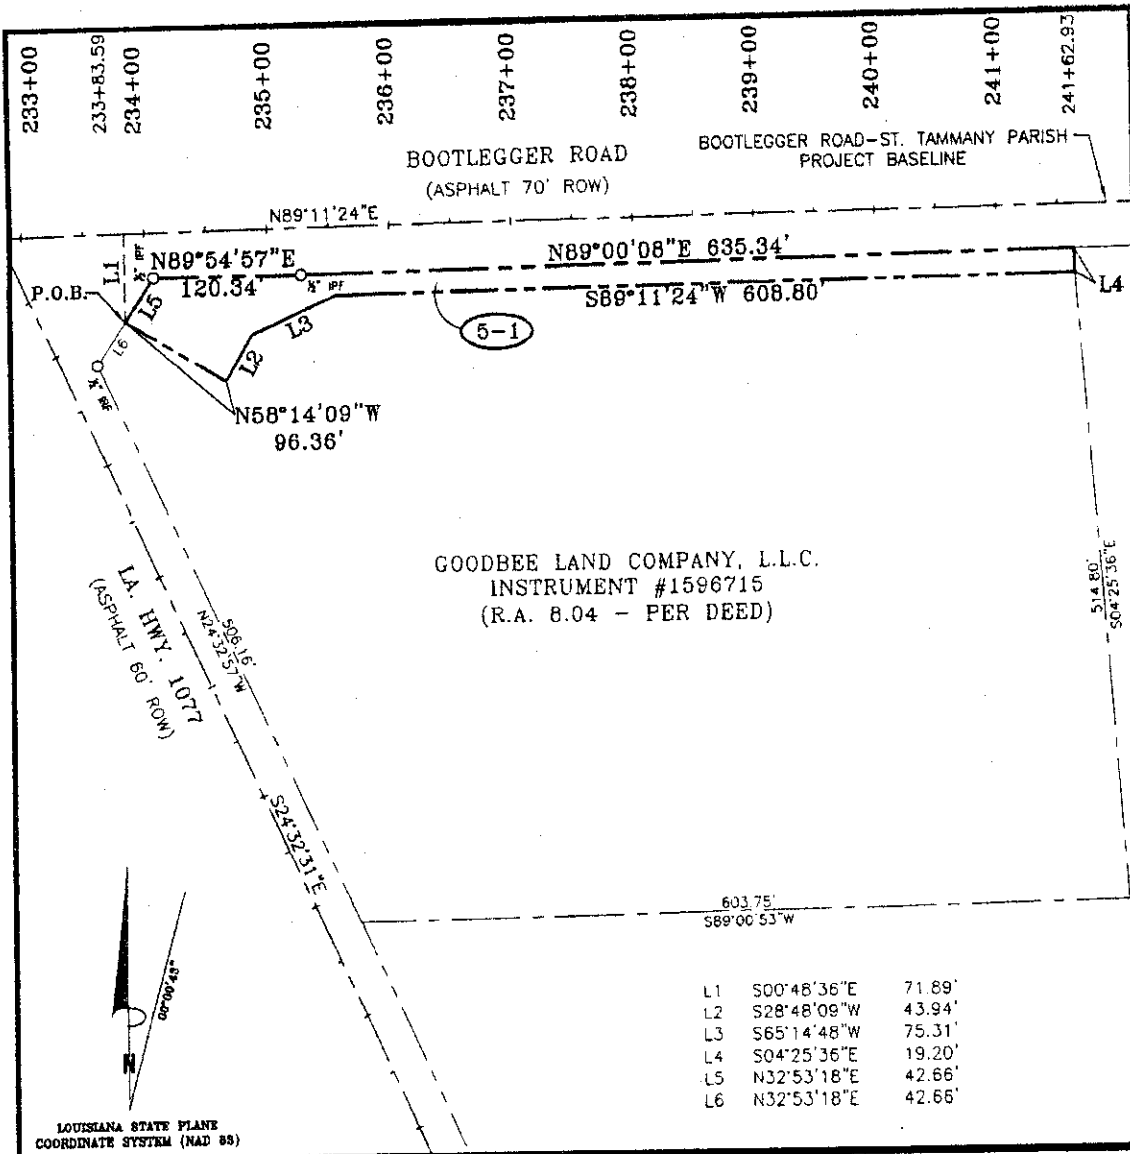 233+00
233+83.59
234+00
235+00
236+00
237+00
238+00
239+00
240+00
241+00
241+62.93
BOOTLEGGER ROAD
(ASPHALT 70' ROW)
BOOTLEGGER ROAD-ST. TAMMANY PARISH
PROJECT BASELINE
N89°11'24"E
L1
IPF
N89°54'57"E
120.34'
IPF
N89°00'08"E 635.34'
S89°11'24"W 608.80'
L4
P.O.B.
L5
L6
L3
L2
5-1
N58°14'09"W
96.36'
GOODBEE LAND COMPANY, L.L.C.
INSTRUMENT #1596715
(R.A. 8.04 - PER DEED)
514.80'
S04°25'36"E
LA. HWY. 1077
(ASPHALT 60' ROW)
506.16'
N24°32'57"W
S24°32'31"E
603.75'
S89°00'53"W
L1 S00°48'36"E 71.89'
L2 S28°48'09"W 43.94'
L3 S65°14'48"W 75.31'
L4 S04°25'36"E 19.20'
L5 N32°53'18"E 42.66'
L6 N32°53'18"E 42.66'
N
LOUISIANA STATE PLANE
COORDINATE SYSTEM (NAD 83)